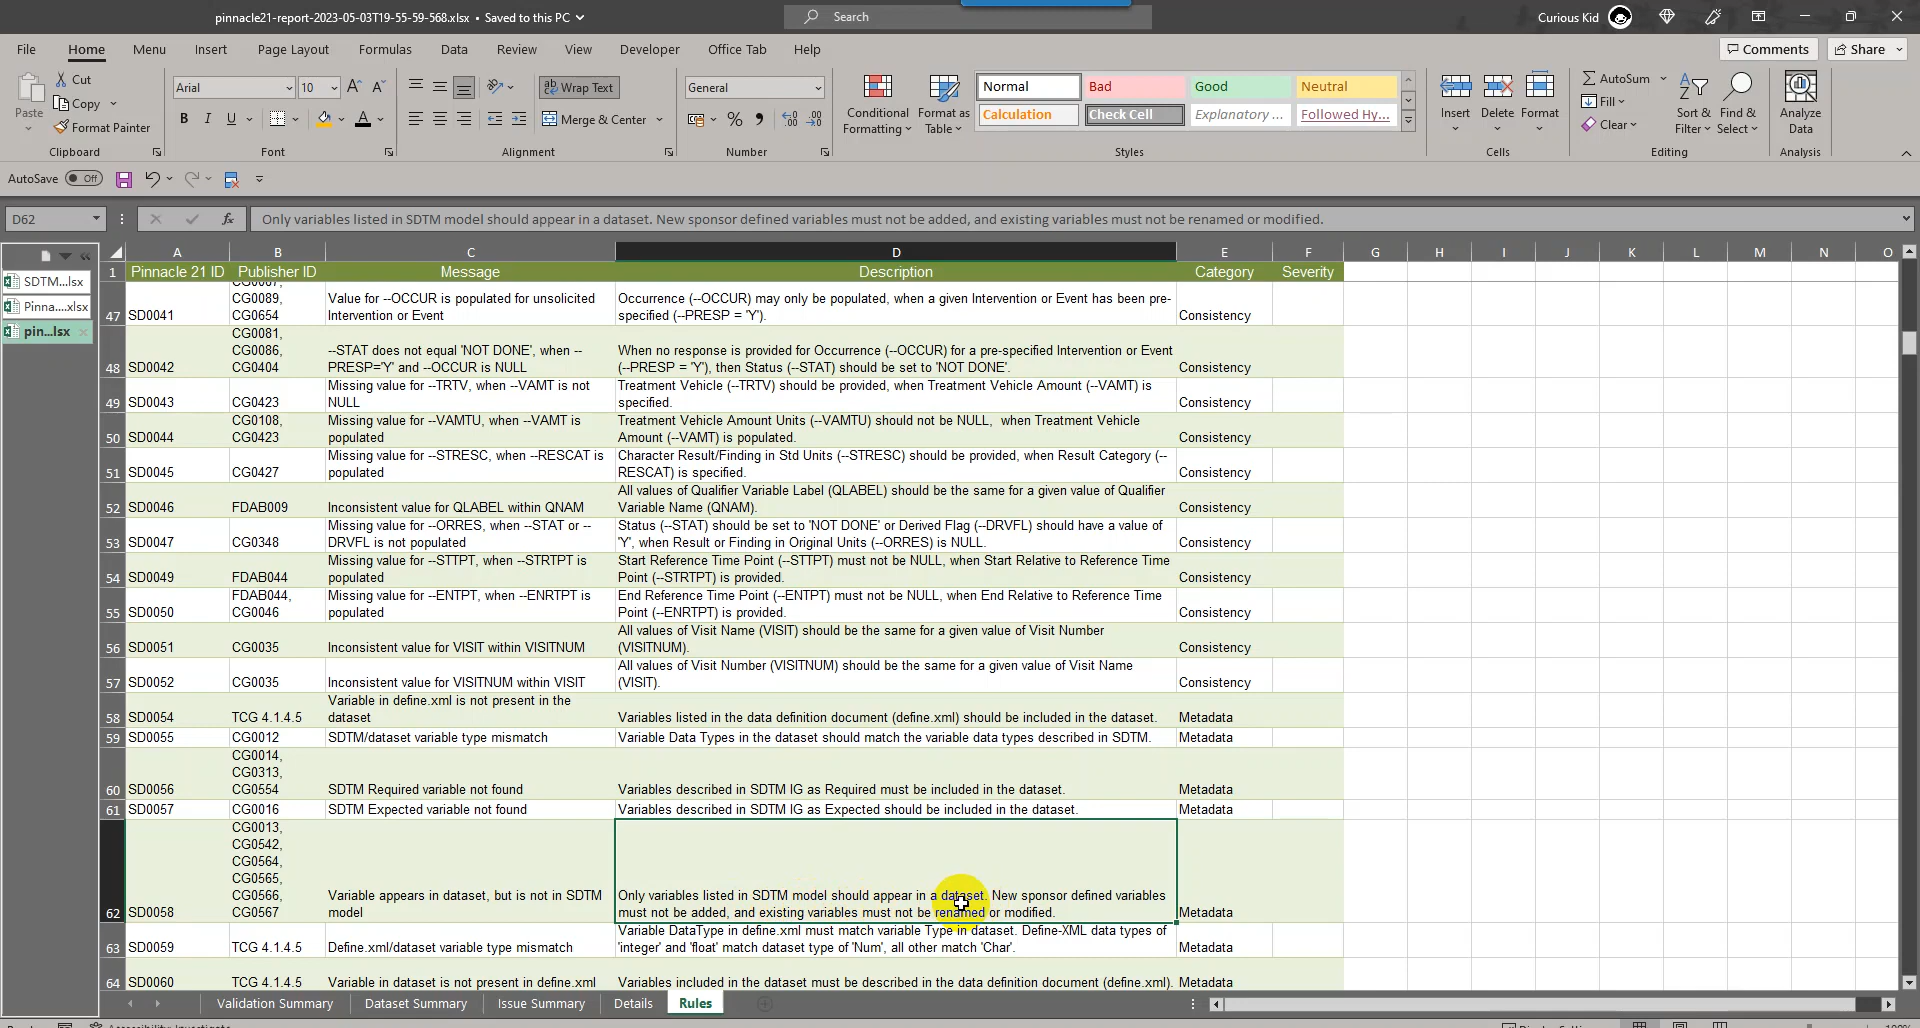 pinnacle21-report-2023-05-03T19-55-59-568.xlsx • Saved to this PC
Search
Curious Kid
File Home Menu Insert Page Layout Formulas Data Review View Developer Office Tab Help
Comments Share
Paste
Cut
Copy
Format Painter
Clipboard
Arial 10
B I U
Font
Wrap Text
Merge & Center
Alignment
General
Number
Conditional Formatting
Format as Table
Normal Bad Good Neutral
Calculation Check Cell Explanatory ... Followed Hy...
Styles
Insert Delete Format
Cells
AutoSum
Fill
Clear
Sort & Filter
Find & Select
Editing
Analyze Data
Analysis
AutoSave Off
D62
fx
Only variables listed in SDTM model should appear in a dataset. New sponsor defined variables must not be added, and existing variables must not be renamed or modified.
SDTM...lsx
Pinna....xlsx
pin...lsx
A B C D E F G H I J K L M N O
1 Pinnacle 21 ID Publisher ID Message Description Category Severity
47 SD0041
CG0089,
CG0654
Value for --OCCUR is populated for unsolicited
Intervention or Event
Occurrence (--OCCUR) may only be populated, when a given Intervention or Event has been pre-
specified (--PRESP = 'Y').
Consistency
48 SD0042
CG0081,
CG0086,
CG0404
--STAT does not equal 'NOT DONE', when --
PRESP='Y' and --OCCUR is NULL
When no response is provided for Occurrence (--OCCUR) for a pre-specified Intervention or Event
(--PRESP = 'Y'), then Status (--STAT) should be set to 'NOT DONE'.
Consistency
49 SD0043 CG0423
Missing value for --TRTV, when --VAMT is not
NULL
Treatment Vehicle (--TRTV) should be provided, when Treatment Vehicle Amount (--VAMT) is
specified.
Consistency
50 SD0044
CG0108,
CG0423
Missing value for --VAMTU, when --VAMT is
populated
Treatment Vehicle Amount Units (--VAMTU) should not be NULL, when Treatment Vehicle
Amount (--VAMT) is populated.
Consistency
51 SD0045 CG0427
Missing value for --STRESC, when --RESCAT is
populated
Character Result/Finding in Std Units (--STRESC) should be provided, when Result Category (--
RESCAT) is specified.
Consistency
52 SD0046 FDAB009 Inconsistent value for QLABEL within QNAM
All values of Qualifier Variable Label (QLABEL) should be the same for a given value of Qualifier
Variable Name (QNAM).
Consistency
53 SD0047 CG0348
Missing value for --ORRES, when --STAT or --
DRVFL is not populated
Status (--STAT) should be set to 'NOT DONE' or Derived Flag (--DRVFL) should have a value of
'Y', when Result or Finding in Original Units (--ORRES) is NULL.
Consistency
54 SD0049 FDAB044
Missing value for --STTPT, when --STRTPT is
populated
Start Reference Time Point (--STTPT) must not be NULL, when Start Relative to Reference Time
Point (--STRTPT) is provided.
Consistency
55 SD0050
FDAB044,
CG0046
Missing value for --ENTPT, when --ENRTPT is
populated
End Reference Time Point (--ENTPT) must not be NULL, when End Relative to Reference Time
Point (--ENRTPT) is provided.
Consistency
56 SD0051 CG0035 Inconsistent value for VISIT within VISITNUM
All values of Visit Name (VISIT) should be the same for a given value of Visit Number
(VISITNUM).
Consistency
57 SD0052 CG0035 Inconsistent value for VISITNUM within VISIT
All values of Visit Number (VISITNUM) should be the same for a given value of Visit Name
(VISIT).
Consistency
58 SD0054 TCG 4.1.4.5
Variable in define.xml is not present in the
dataset
Variables listed in the data definition document (define.xml) should be included in the dataset.
Metadata
59 SD0055 CG0012 SDTM/dataset variable type mismatch Variable Data Types in the dataset should match the variable data types described in SDTM. Metadata
60 SD0056
CG0014,
CG0313,
CG0554
SDTM Required variable not found Variables described in SDTM IG as Required must be included in the dataset. Metadata
61 SD0057 CG0016 SDTM Expected variable not found Variables described in SDTM IG as Expected should be included in the dataset. Metadata
62 SD0058
CG0013,
CG0542,
CG0564,
CG0565,
CG0566,
CG0567
Variable appears in dataset, but is not in SDTM
model
Only variables listed in SDTM model should appear in a dataset. New sponsor defined variables
must not be added, and existing variables must not be renamed or modified.
Metadata
63 SD0059 TCG 4.1.4.5 Define.xml/dataset variable type mismatch
Variable DataType in define.xml must match variable Type in dataset. Define-XML data types of
'integer' and 'float' match dataset type of 'Num', all other match 'Char'.
Metadata
64 SD0060 TCG 4.1.4.5 Variable in dataset is not present in define.xml Variables included in the dataset must be described in the data definition document (define.xml). Metadata
Validation Summary Dataset Summary Issue Summary Details Rules